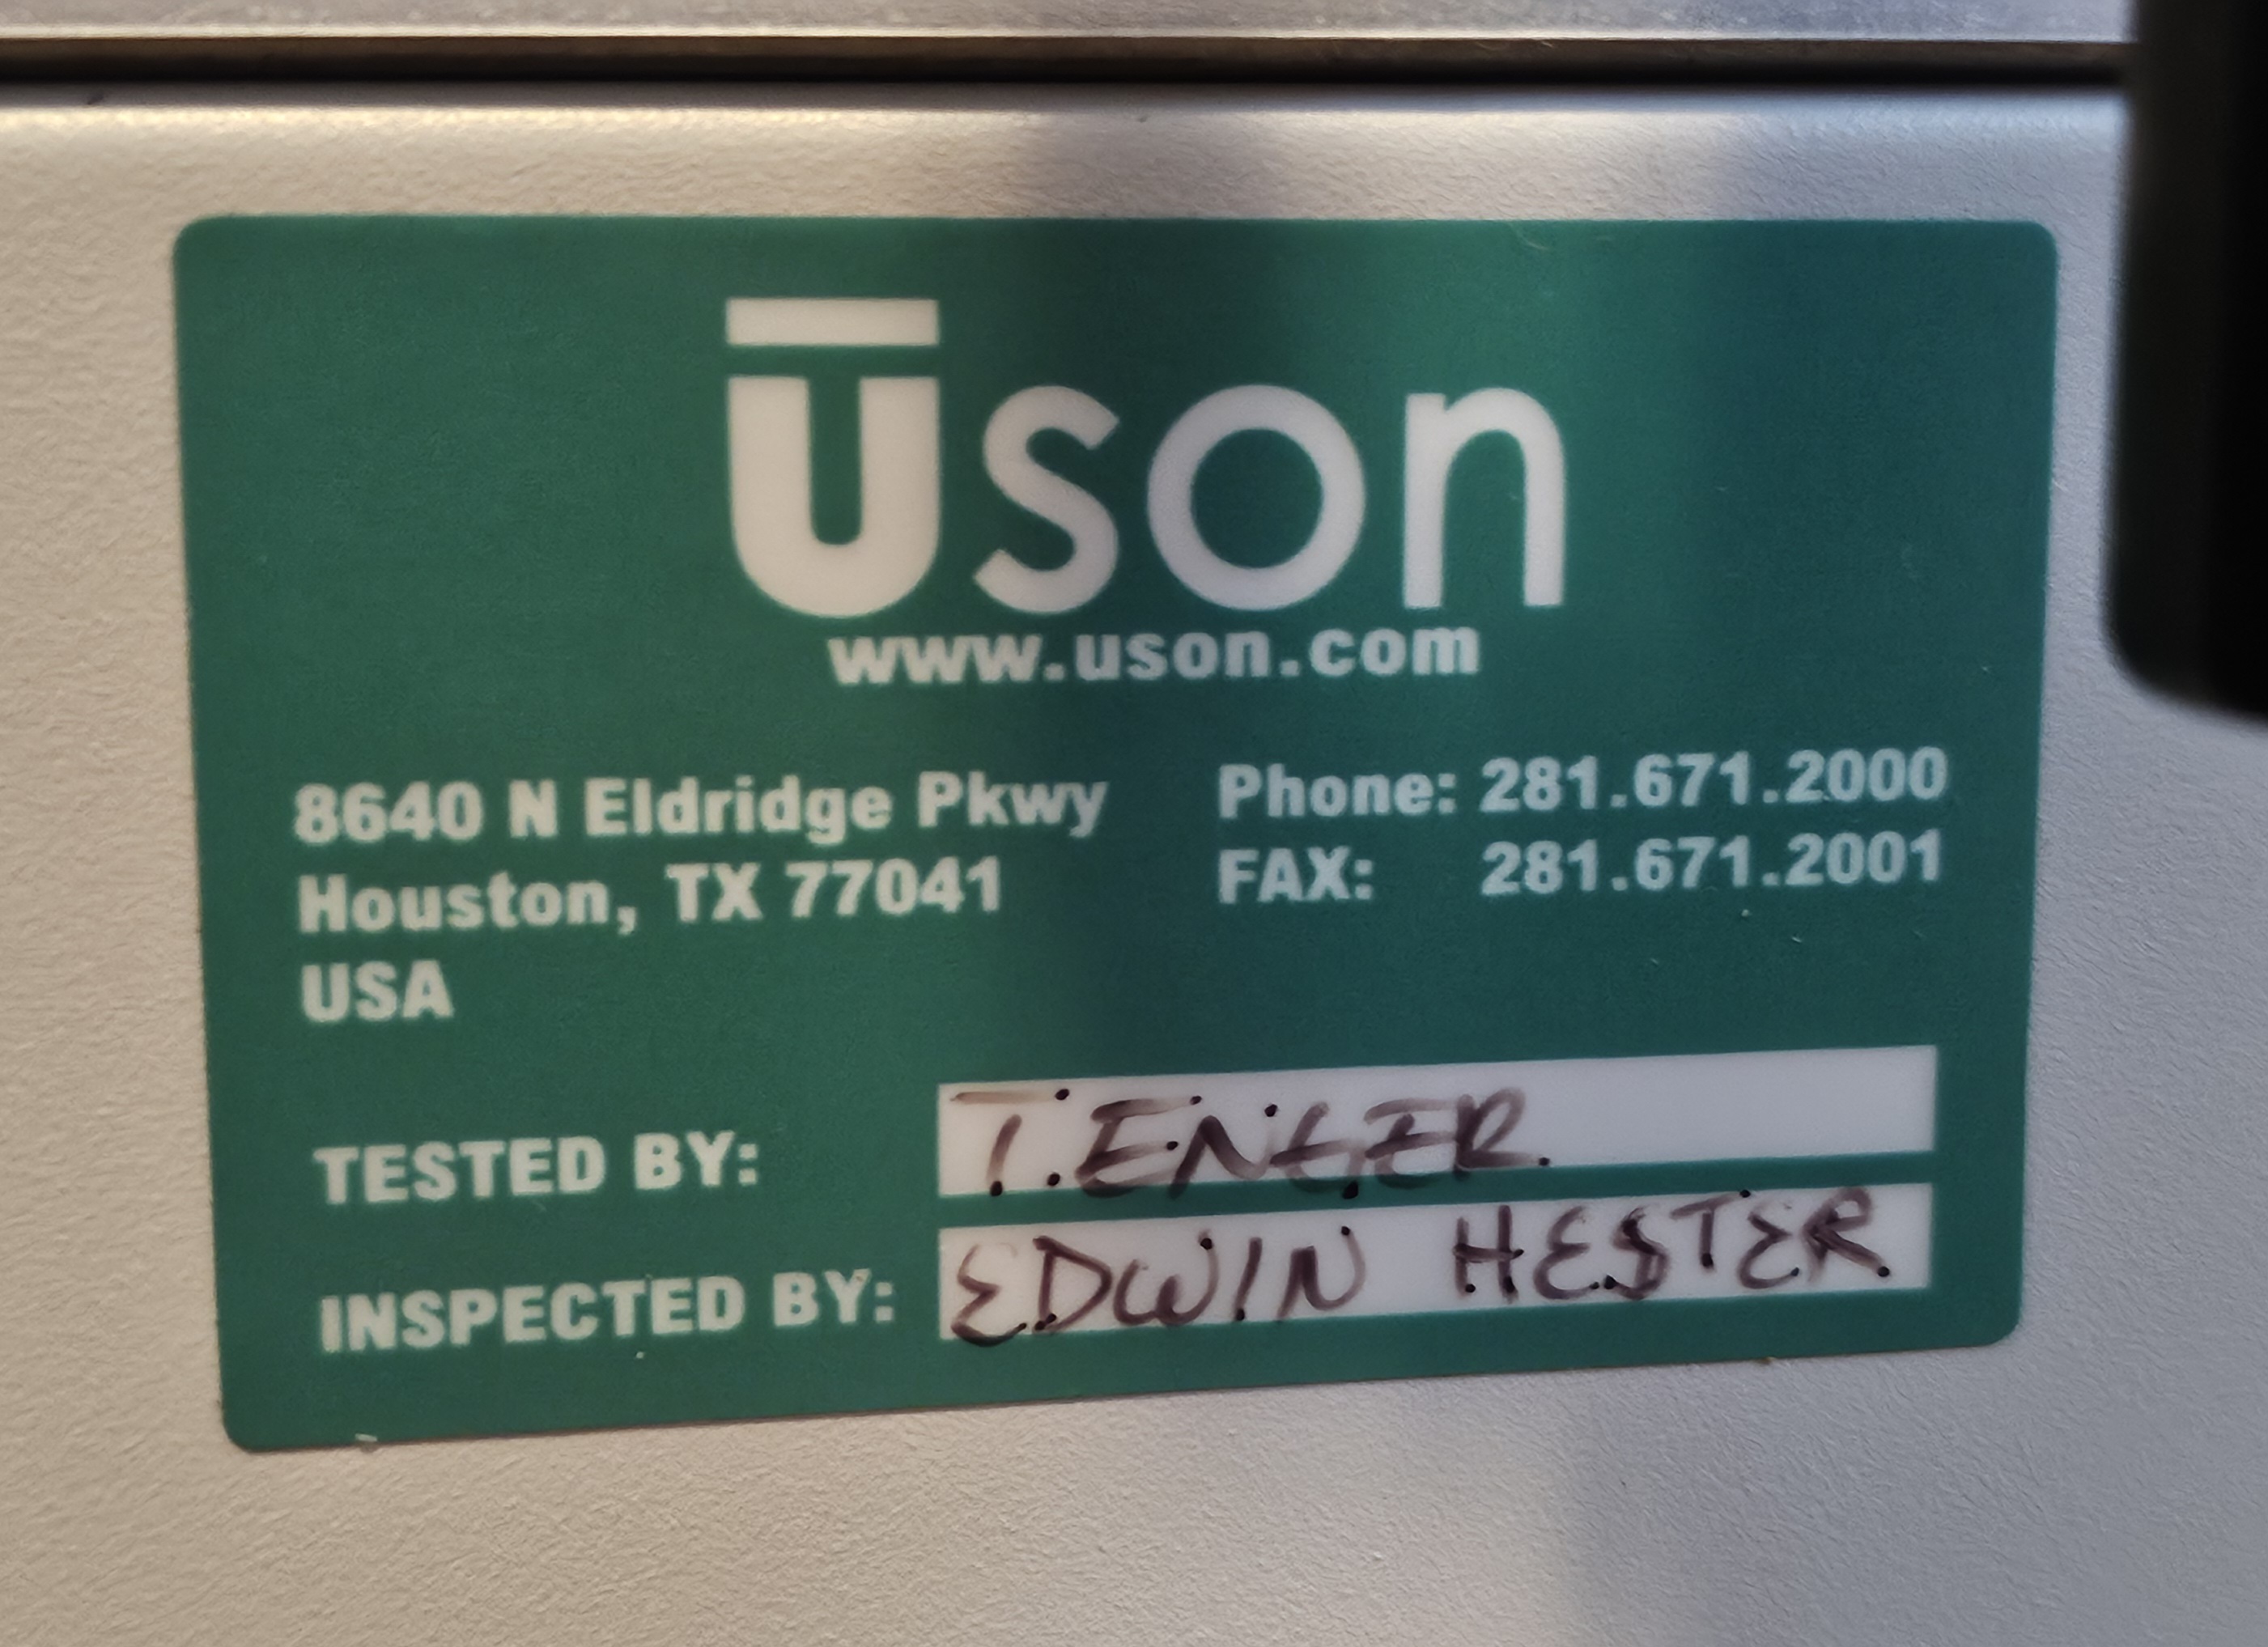 Ūson
www.uson.com
8640 N Eldridge Pkwy
Houston, TX 77041
USA
Phone: 281.671.2000
FAX: 281.671.2001
TESTED BY: T. ENGER
INSPECTED BY: EDWIN HESTER